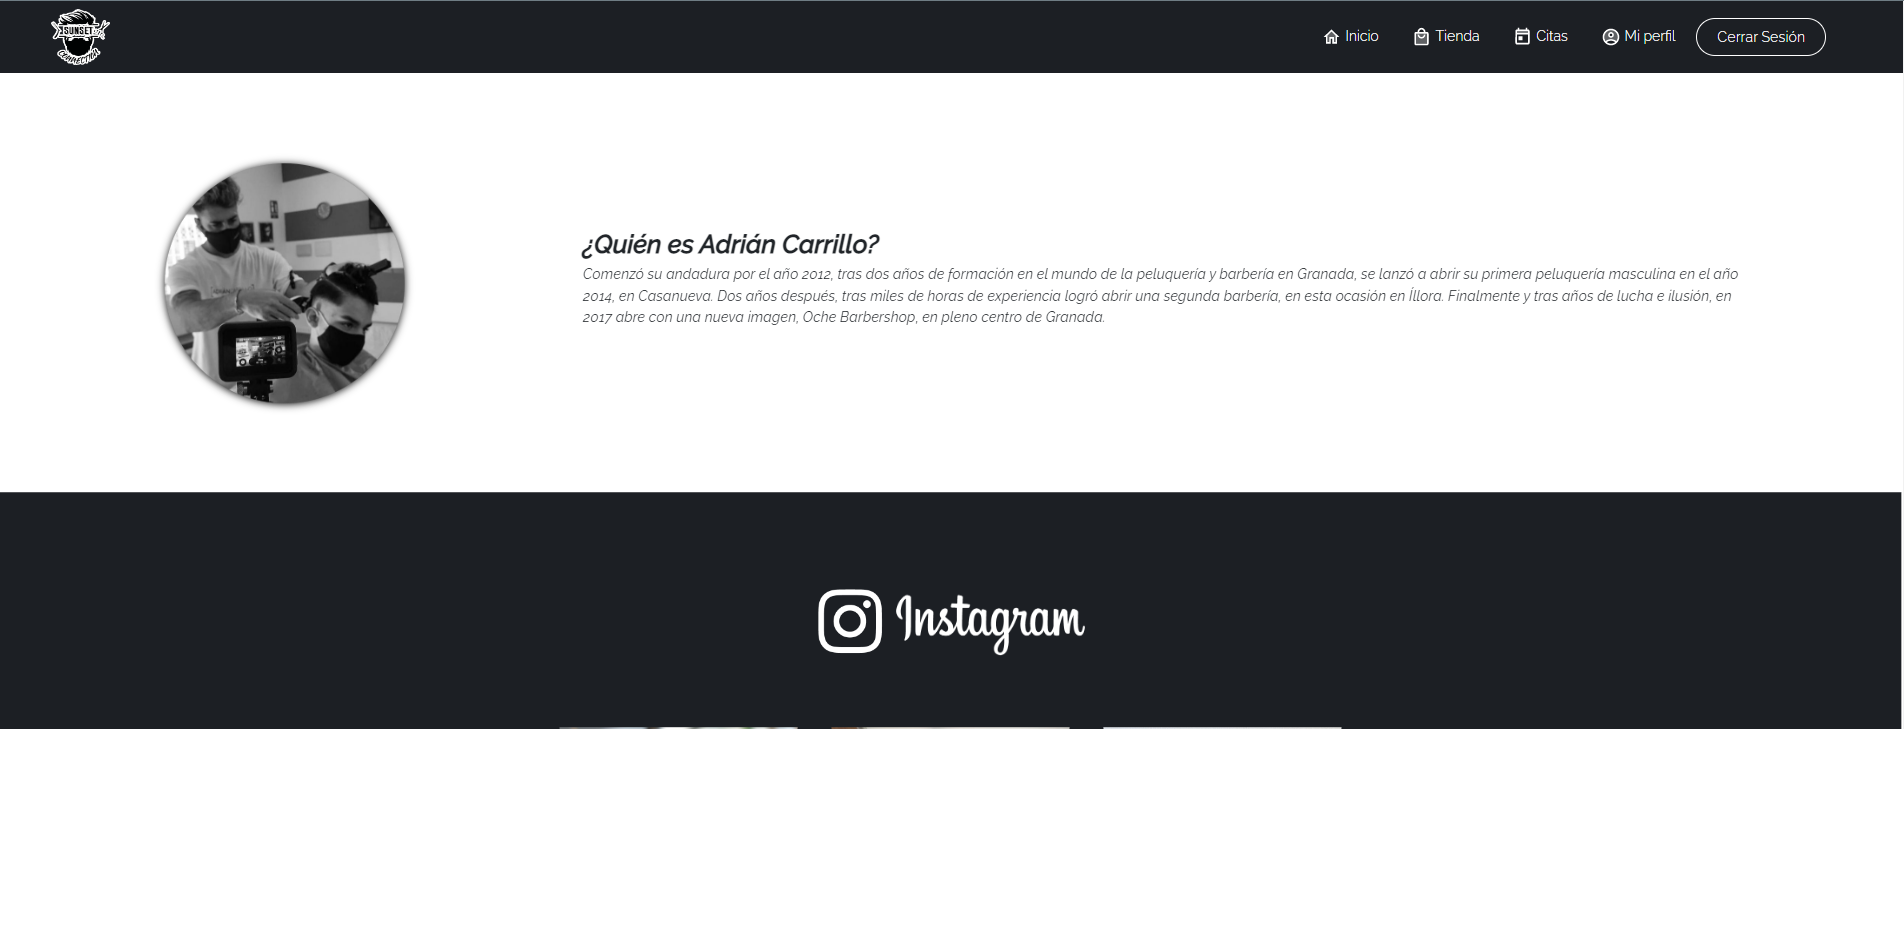 SUNSET
CONNECTION
Inicio
Tienda
Citas
Mi perfil
Cerrar Sesión
¿Quién es Adrián Carrillo?
Comenzó su andadura por el año 2012, tras dos años de formación en el mundo de la peluquería y barbería en Granada, se lanzó a abrir su primera peluquería masculina en el año
2014, en Casanueva. Dos años después, tras miles de horas de experiencia logró abrir una segunda barbería, en esta ocasión en Íllora. Finalmente y tras años de lucha e ilusión, en
2017 abre con una nueva imagen, Oche Barbershop, en pleno centro de Granada.
Instagram